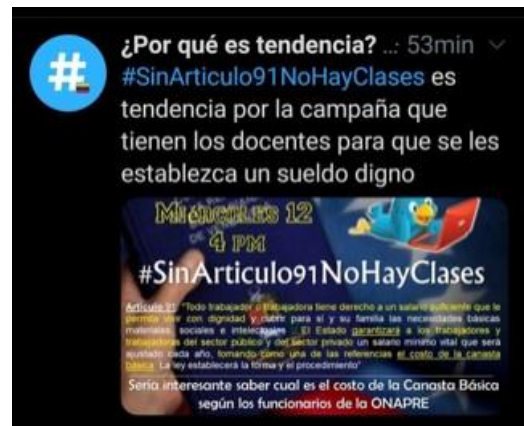 ¿Por qué es tendencia? ...: 53min
#SinArticulo91NoHayClases es
tendencia por la campaña que
tienen los docentes para que se les
establezca un sueldo digno
Miércoles 12
4 PM
#SinArticulo91NoHayClases
Artículo 91: "Todo trabajador o trabajadora tiene derecho a un salario suficiente que le
permita vivir con dignidad y cubrir para sí y su familia las necesidades básicas
materiales, sociales e intelectuales. El Estado garantizará a los trabajadores y
trabajadoras del sector público y del sector privado un salario mínimo vital que será
ajustado cada año, tomando como una de las referencias el costo de la canasta
básica. La ley establecerá la forma y el procedimiento"
Sería interesante saber cual es el costo de la Canasta Básica
según los funcionarios de la ONAPRE